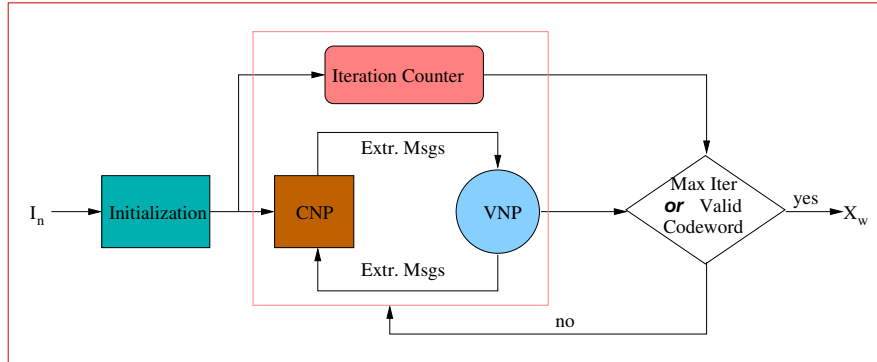 Iteration Counter
Extr. Msgs
I_n
Initialization
CNP
VNP
Max Iter
or Valid
Codeword
yes
X_w
Extr. Msgs
no